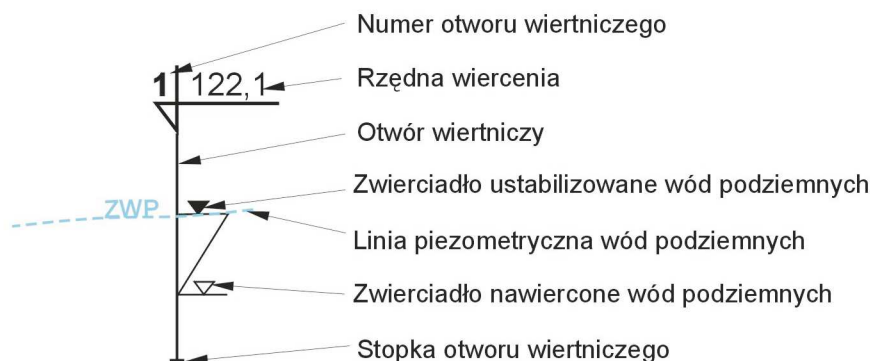 Numer otworu wiertniczego
1 122,1
Rzędna wiercenia
Otwór wiertniczy
Zwierciadło ustabilizowane wód podziemnych
ZWP
Linia piezometryczna wód podziemnych
Zwierciadło nawiercone wód podziemnych
Stopka otworu wiertniczego